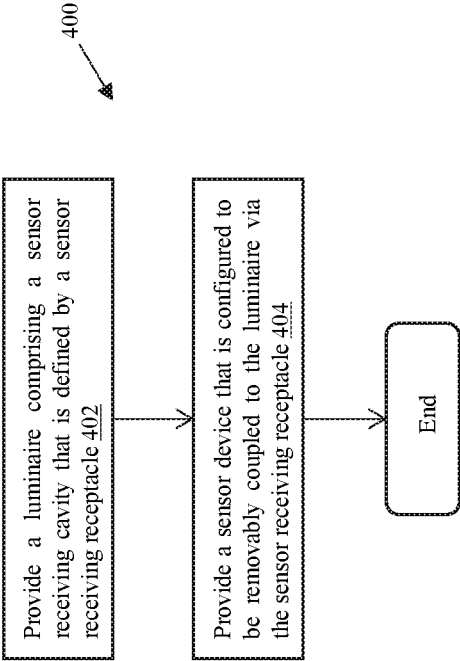 400
Provide a luminaire comprising a sensor
receiving cavity that is defined by a sensor
receiving receptacle 402
Provide a sensor device that is configured to
be removably coupled to the luminaire via
the sensor receiving receptacle 404
End